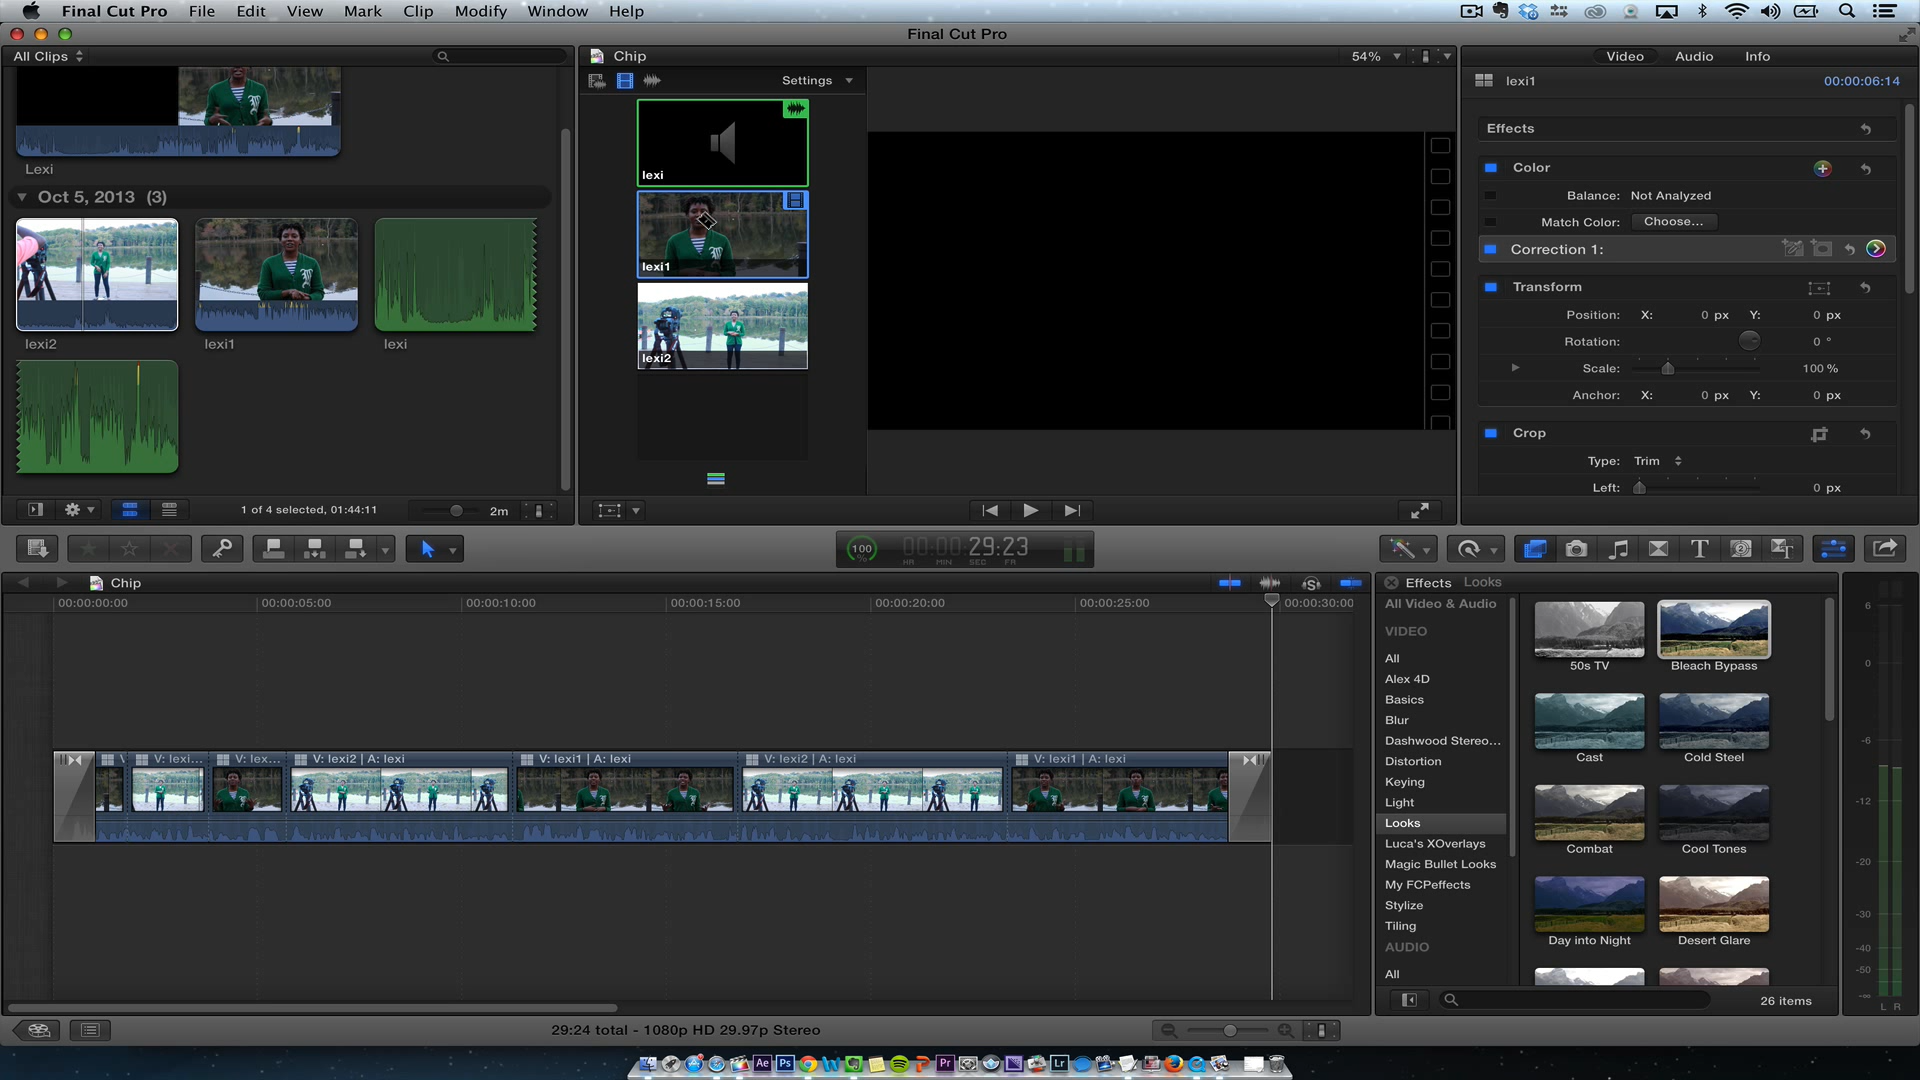 Final Cut Pro File Edit View Mark Clip Modify Window Help
Final Cut Pro
All Clips
Chip
54%
Video Audio Info
Settings
lexi1
00:00:06:14
Effects
Color
Balance: Not Analyzed
Match Color: Choose...
Correction 1:
Transform
Position: X: 0 px Y: 0 px
Rotation: 0 °
Scale: 100 %
Anchor: X: 0 px Y: 0 px
Crop
Type: Trim
Left: 0 px
Lexi
Oct 5, 2013 (3)
lexi2
lexi1
lexi
lexi
lexi1
lexi2
1 of 4 selected, 01:44:11
2m
100
%
00:00:29:23
HR MIN SEC FR
Chip
00:00:00:00
00:00:05:00
00:00:10:00
00:00:15:00
00:00:20:00
00:00:25:00
00:00:30:00
V: lexi...
V: lex...
V: lexi2 | A: lexi
V: lexi1 | A: lexi
V: lexi2 | A: lexi
V: lexi1 | A: lexi
Effects Looks
All Video & Audio
VIDEO
All
Alex 4D
Basics
Blur
Dashwood Stereo...
Distortion
Keying
Light
Looks
Luca's XOverlays
Magic Bullet Looks
My FCPeffects
Stylize
Tiling
AUDIO
All
50s TV
Bleach Bypass
Cast
Cold Steel
Combat
Cool Tones
Day into Night
Desert Glare
26 items
6
0
-6
-12
-20
-30
-40
-50
-∞
L R
29:24 total - 1080p HD 29.97p Stereo
Ae Ps W P Pr Lr